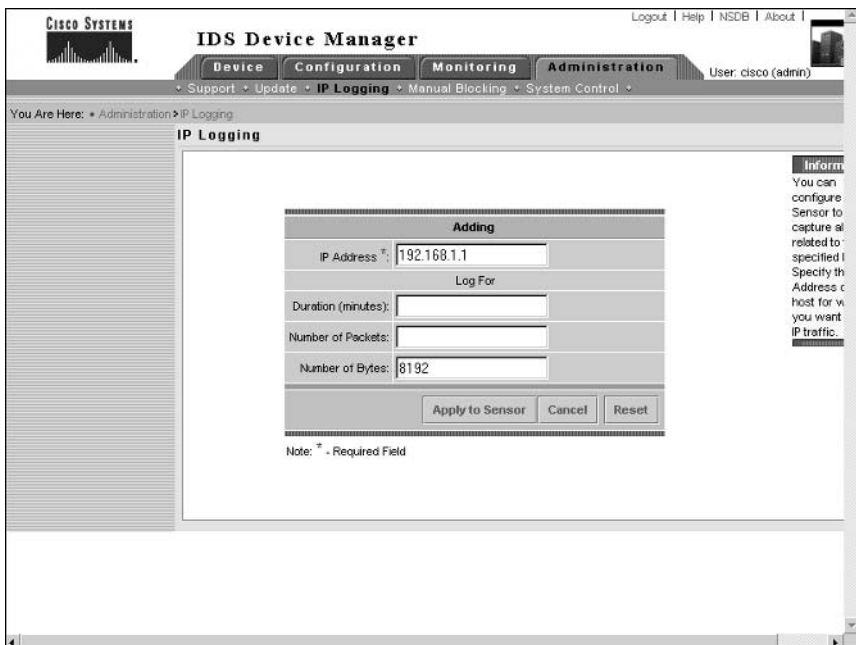 CISCO SYSTEMS
Logout | Help | NSDB | About |
IDS Device Manager
Device Configuration Monitoring Administration
User: cisco (admin)
Support Update IP Logging Manual Blocking System Control
You Are Here: • Administration > IP Logging
IP Logging
Inform
You can
configure
Sensor to
capture al
related to
specified I
Specify th
Address o
host for w
you want
IP traffic.
Adding
IP Address *: 192.168.1.1
Log For
Duration (minutes):
Number of Packets:
Number of Bytes: 8192
Apply to Sensor Cancel Reset
Note: * - Required Field